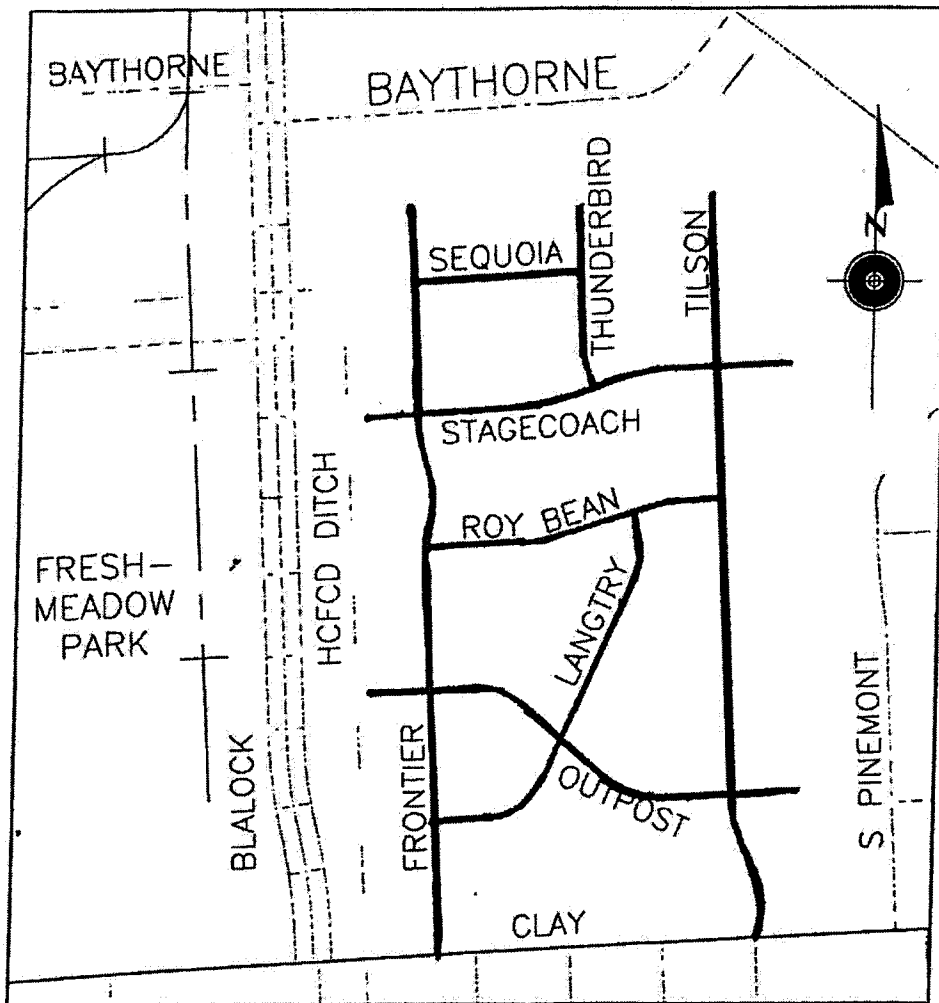 BAYTHORNE
BAYTHORNE
THUNDERBIRD
SEQUOIA
TILSON
N
STAGECOACH
HCFCD DITCH
ROY BEAN
FRESH-
MEADOW
PARK
LANGTRY
S PINEMONT
BLALOCK
FRONTIER
OUTPOST
CLAY